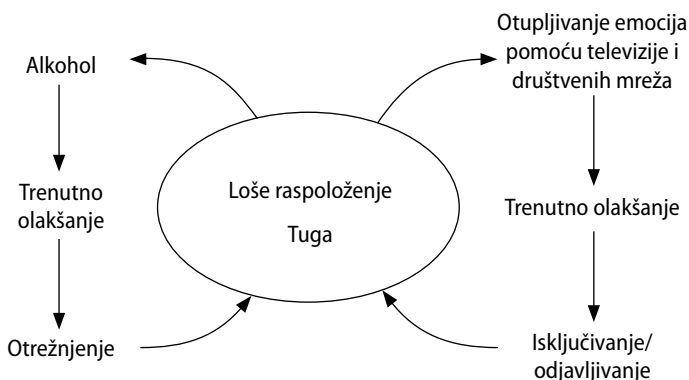 Otupljivanje emocija
pomoću televizije i
društvenih mreža
Alkohol
Loše raspoloženje
Tuga
Trenutno
olakšanje
Trenutno olakšanje
Otrežnjenje
Isključivanje/
odjavljivanje